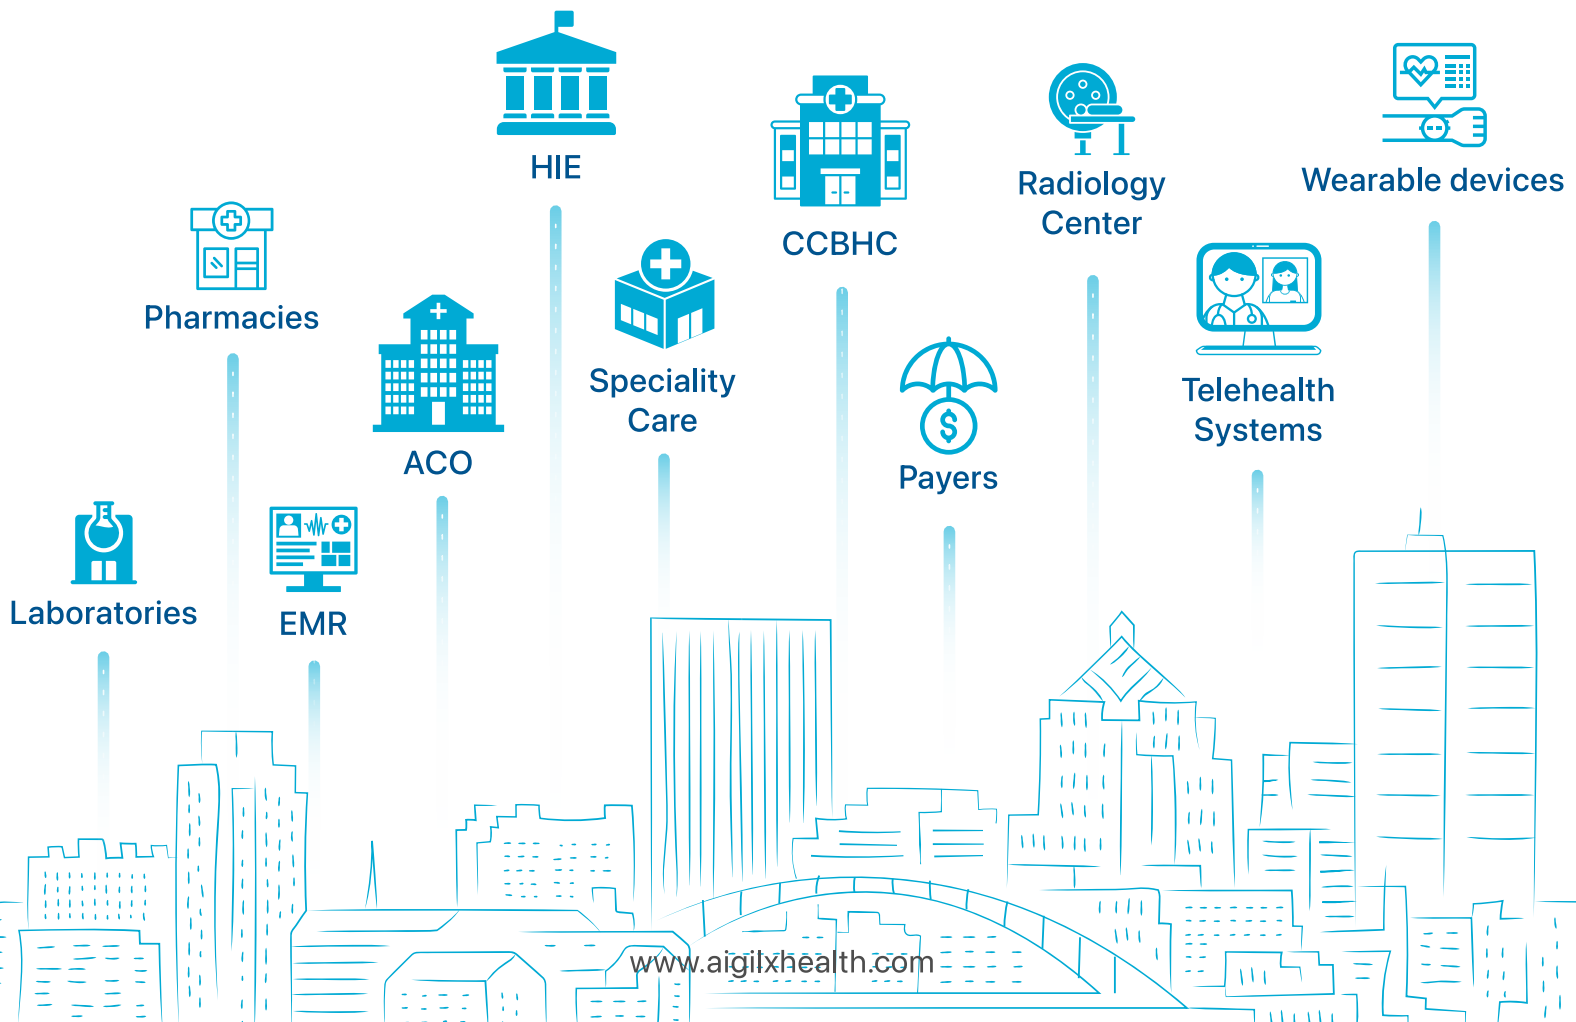 HIE
Wearable devices
Radiology
Center
CCBHC
Pharmacies
Speciality
Care
Telehealth
Systems
ACO
Payers
Laboratories
EMR
www.aigilxhealth.com